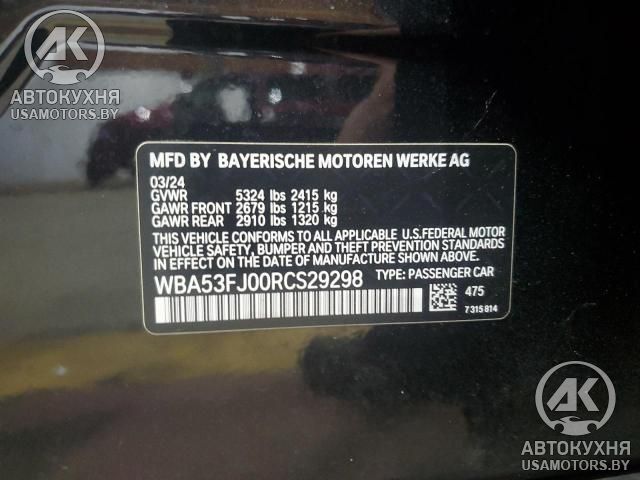 AK
АВТОКУХНЯ
USAMOTORS.BY
MFD BY BAYERISCHE MOTOREN WERKE AG
03/24
GVWR 5324 lbs 2415 kg
GAWR FRONT 2679 lbs 1215 kg
GAWR REAR 2910 lbs 1320 kg
THIS VEHICLE CONFORMS TO ALL APPLICABLE U.S.FEDERAL MOTOR
VEHICLE SAFETY, BUMPER AND THEFT PREVENTION STANDARDS
IN EFFECT ON THE DATE OF MANUFACTURE SHOWN ABOVE.
WBA53FJ00RCS29298 TYPE: PASSENGER CAR
475
7315814
AK
АВТОКУХНЯ
USAMOTORS.BY